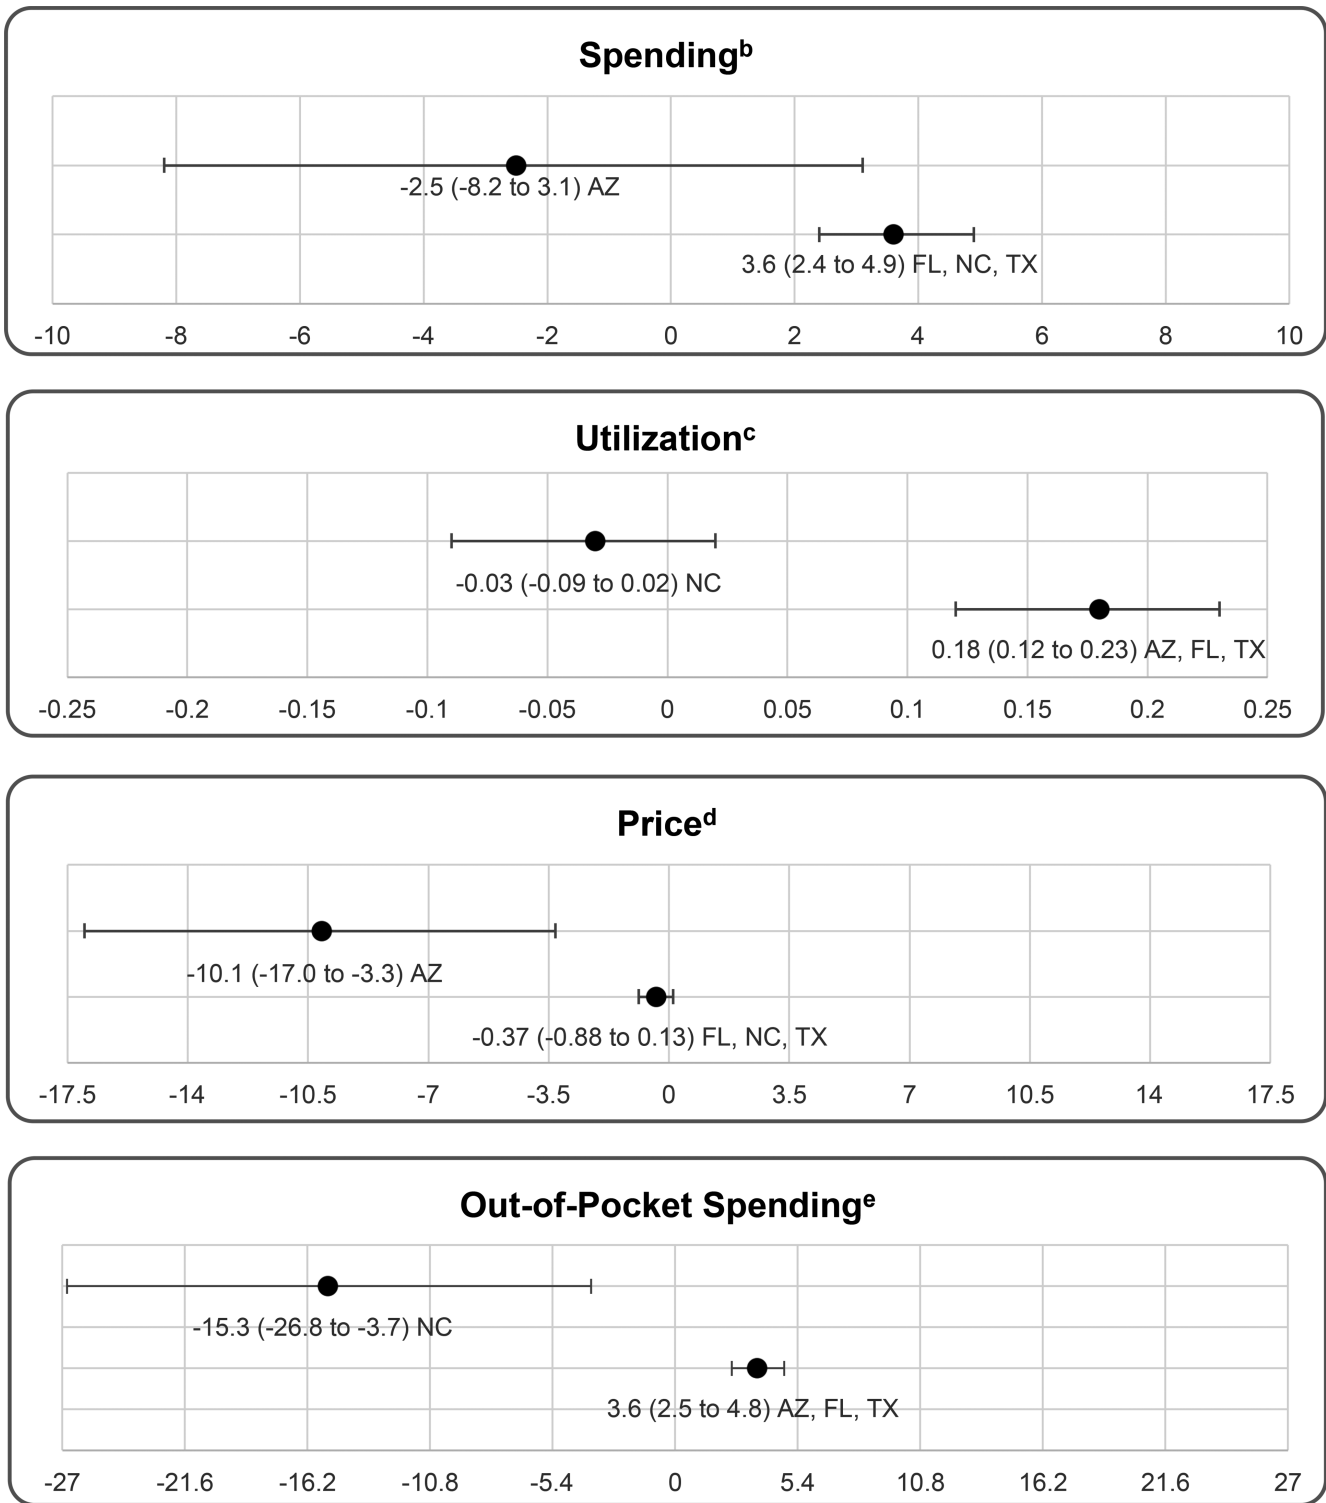 Spendingᵇ
-2.5 (-8.2 to 3.1) AZ
3.6 (2.4 to 4.9) FL, NC, TX
-10 -8 -6 -4 -2 0 2 4 6 8 10
Utilizationᶜ
-0.03 (-0.09 to 0.02) NC
0.18 (0.12 to 0.23) AZ, FL, TX
-0.25 -0.2 -0.15 -0.1 -0.05 0 0.05 0.1 0.15 0.2 0.25
Priceᵈ
-10.1 (-17.0 to -3.3) AZ
-0.37 (-0.88 to 0.13) FL, NC, TX
-17.5 -14 -10.5 -7 -3.5 0 3.5 7 10.5 14 17.5
Out-of-Pocket Spendingᵉ
-15.3 (-26.8 to -3.7) NC
3.6 (2.5 to 4.8) AZ, FL, TX
-27 -21.6 -16.2 -10.8 -5.4 0 5.4 10.8 16.2 21.6 27